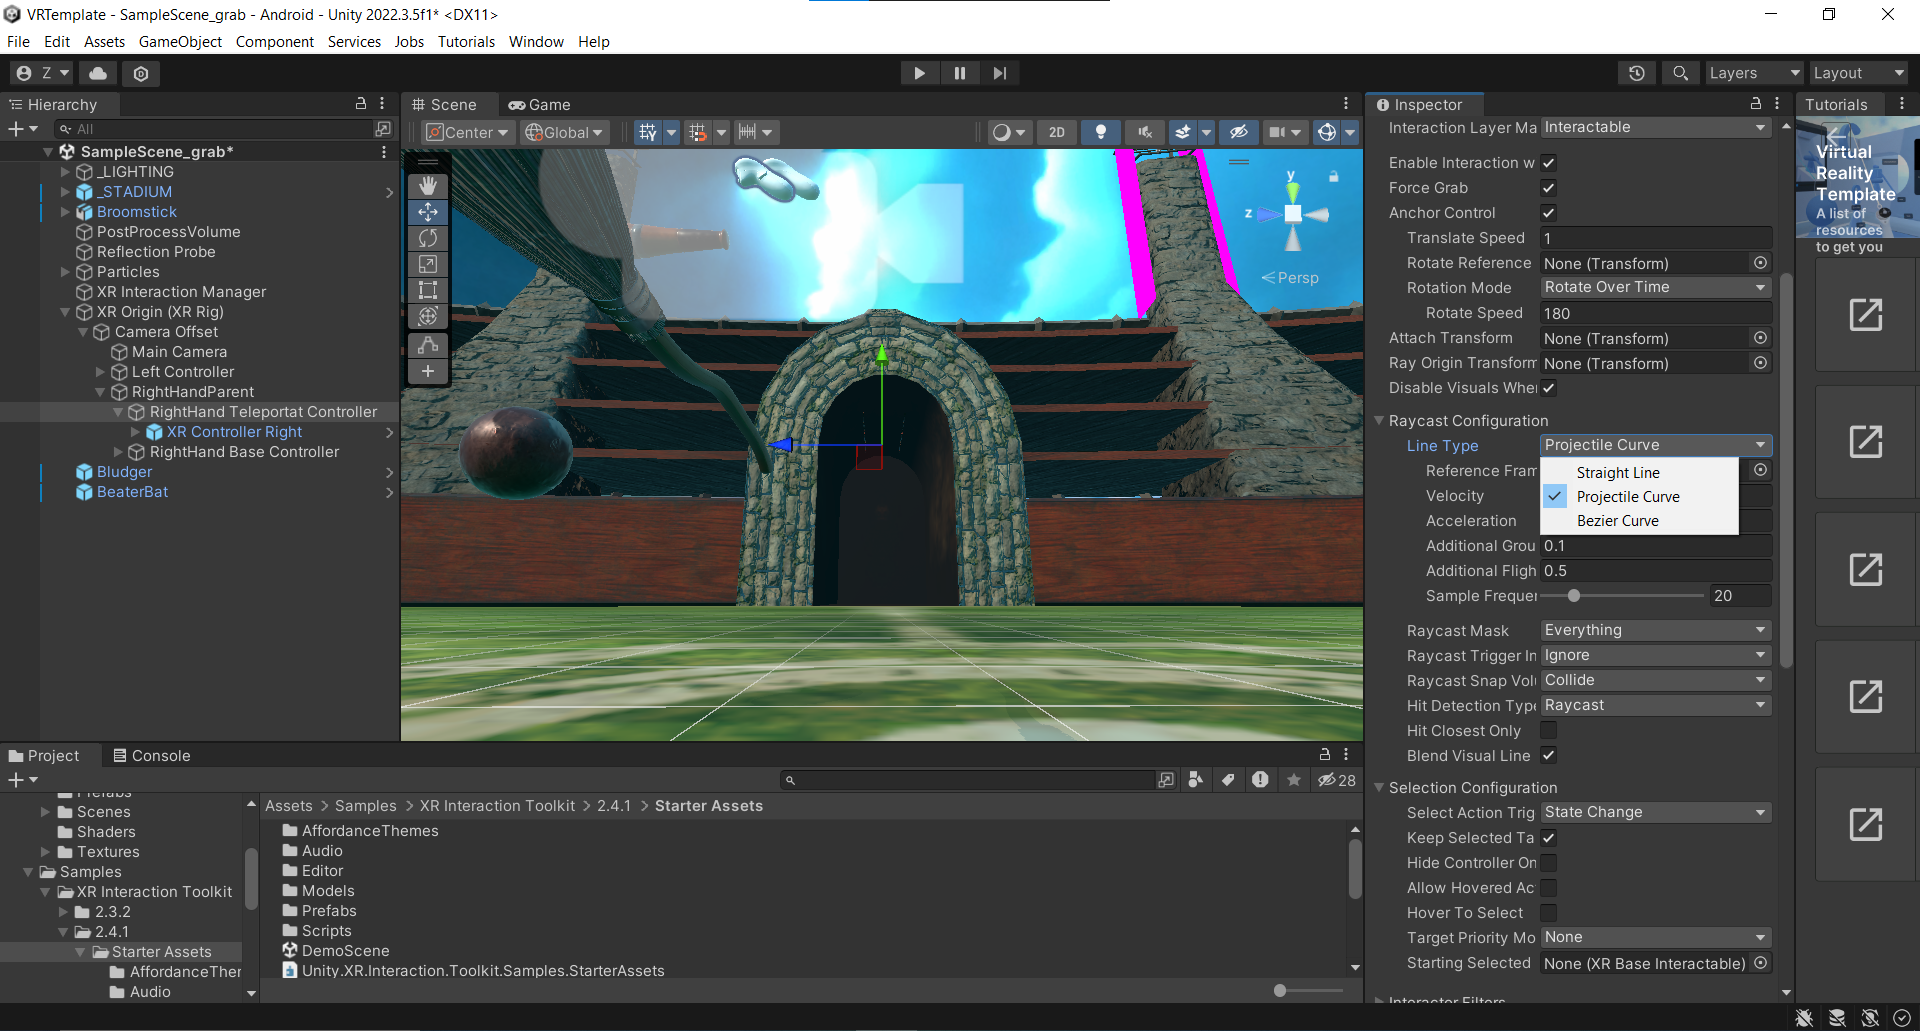 VRTemplate - SampleScene_grab - Android - Unity 2022.3.5f1* <DX11>
File Edit Assets GameObject Component Services Jobs Tutorials Window Help
Z
Layers
Layout
Hierarchy
All
SampleScene_grab*
_LIGHTING
_STADIUM
Broomstick
PostProcessVolume
Reflection Probe
Particles
XR Interaction Manager
XR Origin (XR Rig)
Camera Offset
Main Camera
Left Controller
RightHandParent
RightHand Teleportat Controller
XR Controller Right
RightHand Base Controller
Bludger
BeaterBat
Scene Game
Center Global 2D
y
z
Persp
Inspector
Interaction Layer Ma Interactable
Enable Interaction w
Force Grab
Anchor Control
Translate Speed 1
Rotate Reference None (Transform)
Rotation Mode Rotate Over Time
Rotate Speed 180
Attach Transform None (Transform)
Ray Origin Transform None (Transform)
Disable Visuals Whe
Raycast Configuration
Line Type Projectile Curve
Straight Line
Projectile Curve
Bezier Curve
Reference Fram
Velocity
Acceleration
Additional Grou 0.1
Additional Fligh 0.5
Sample Frequer 20
Raycast Mask Everything
Raycast Trigger In Ignore
Raycast Snap Vol Collide
Hit Detection Type Raycast
Hit Closest Only
Blend Visual Line
Selection Configuration
Select Action Trig State Change
Keep Selected Ta
Hide Controller On
Allow Hovered Ac
Hover To Select
Target Priority Mo None
Starting Selected None (XR Base Interactable)
Interactor Filters
Tutorials
Virtual
Reality
Template
A list of
resources
to get you
Project Console
28
Prefabs
Scenes
Shaders
Textures
Samples
XR Interaction Toolkit
2.3.2
2.4.1
Starter Assets
AffordanceTher
Audio
Assets > Samples > XR Interaction Toolkit > 2.4.1 > Starter Assets
AffordanceThemes
Audio
Editor
Models
Prefabs
Scripts
DemoScene
Unity.XR.Interaction.Toolkit.Samples.StarterAssets